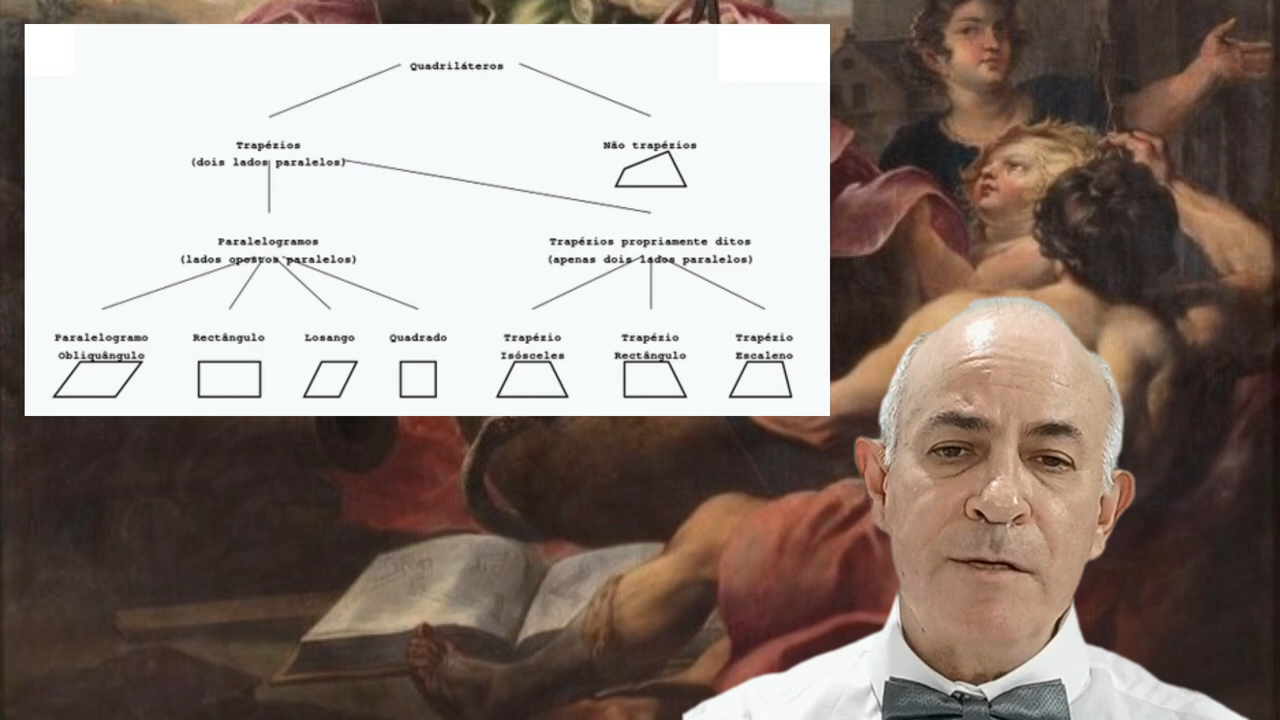 Quadriláteros
Trapézios
(dois lados paralelos)
Não trapézios
Paralelogramos
(lados opostos paralelos)
Trapézios propriamente ditos
(apenas dois lados paralelos)
Paralelogramo
Obliquângulo
Rectângulo
Losango
Quadrado
Trapézio
Isósceles
Trapézio
Rectângulo
Trapézio
Escaleno